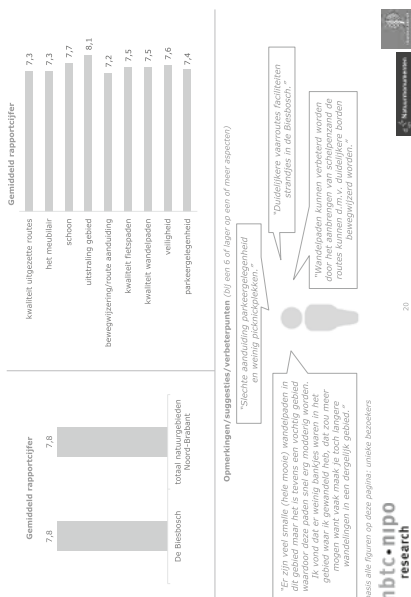 Gemiddeld rapportcijfer
7,8
7,8
De Biesbosch
totaal natuurgebieden
Noord-Brabant
Gemiddeld rapportcijfer
7,3
7,3
7,7
8,1
7,2
7,5
7,5
7,6
7,4
kwaliteit uitgezette routes
het meubilair
schoon
uitstraling gebied
bewegwijzering/route aanduiding
kwaliteit fietspaden
kwaliteit wandelpaden
veiligheid
parkeergelegenheid
Opmerkingen/suggesties/verbeterpunten (bij een 6 of lager op een of meer aspecten)
"Slechte aanduiding parkeergelegenheid
en weinig picknickplekken."
"Duidelijkere vaarroutes faciliteiten
strandjes in de Biesbosch."
"Er zijn veel smalle (hele mooie) wandelpaden in
dit gebied maar het is tevens een vochtig gebied
waardoor deze paden snel erg modderig worden.
Ik vond dat er weinig bankjes waren in het
gebied waar ik gewandeld heb, dat zou meer
mogen want vaak maak je toch langere
wandelingen in een dergelijk gebied."
"Wandelpaden kunnen verbeterd worden
door het aanbrengen van schelpenzand de
routes kunnen d.m.v. duidelijkere borden
bewegwijzerd worden."
basis alle figuren op deze pagina: unieke bezoekers
nbtc•nipo
research
20
Natuurmonumenten